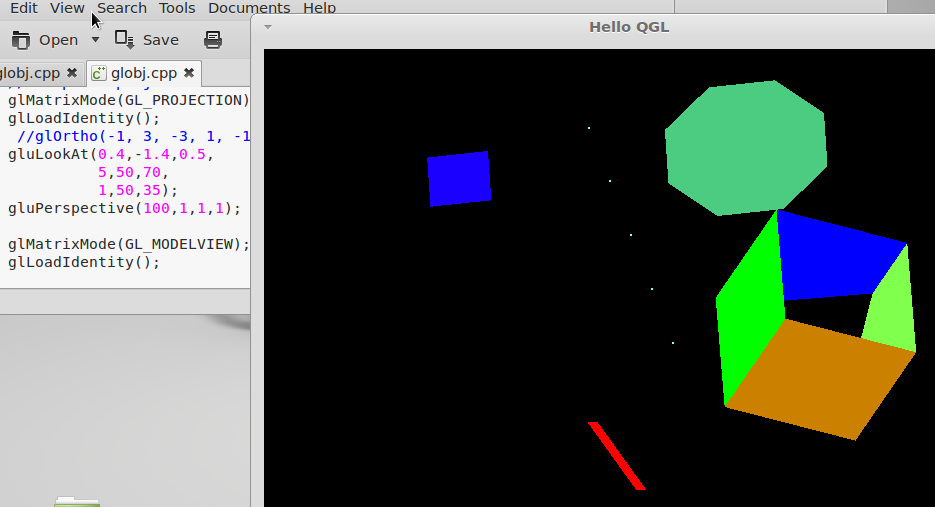 Edit View Search Tools Documents Help
Open Save
Hello QGL
globj.cpp globj.cpp
glMatrixMode(GL_PROJECTION)
glLoadIdentity();
//glOrtho(-1, 3, -3, 1, -1
gluLookAt(0.4,-1.4,0.5,
5,50,70,
1,50,35);
gluPerspective(100,1,1,1);
glMatrixMode(GL_MODELVIEW);
glLoadIdentity();